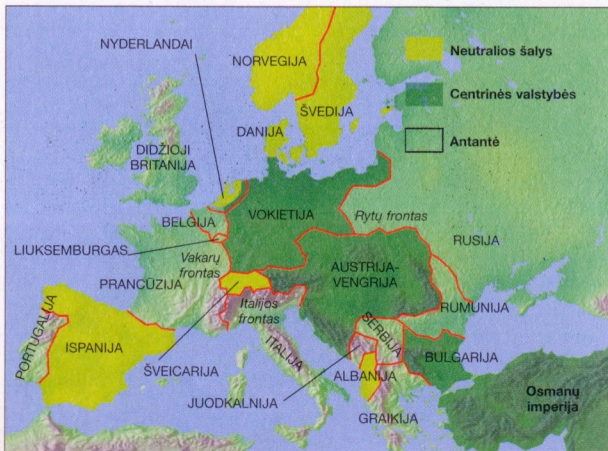 NYDERLANDAI
NORVEGIJA
Neutralios šalys
ŠVEDIJA
Centrinės valstybės
DANIJA
DIDŽIOJI
BRITANIJA
Antantė
BELGIJA
VOKIETIJA
Rytų frontas
LIUKSEMBURGAS
RUSIJA
Vakarų
frontas
AUSTRIJA-
VENGRIJA
PRANCŪZIJA
Italijos
frontas
RUMUNIJA
PORTUGALIJA
ISPANIJA
SERBIJA
ŠVEICARIJA
ITALIJA
BULGARIJA
ALBANIJA
JUODKALNIJA
Osmanų
imperija
GRAIKIJA